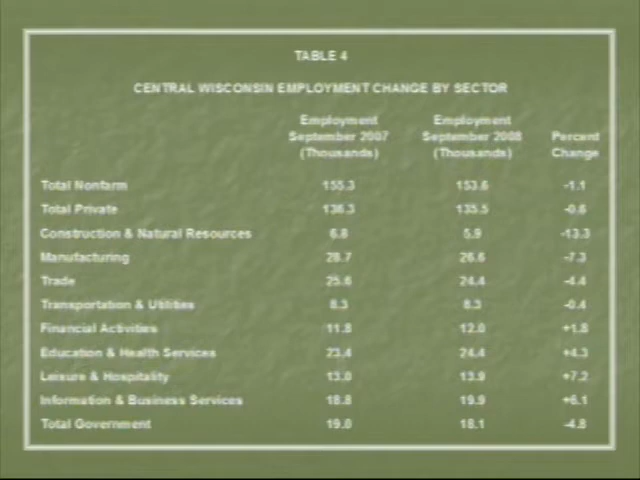 TABLE 4
CENTRAL WISCONSIN EMPLOYMENT CHANGE BY SECTOR
Employment Employment
September 2007 September 2008 Percent
(Thousands) (Thousands) Change
Total Nonfarm 155.3 153.6 -1.1
Total Private 136.3 135.5 -0.6
Construction & Natural Resources 6.8 5.9 -13.3
Manufacturing 28.7 26.6 -7.3
Trade 25.6 24.4 -4.4
Transportation & Utilities 8.3 8.3 -0.4
Financial Activities 11.8 12.0 +1.8
Education & Health Services 23.4 24.4 +4.3
Leisure & Hospitality 13.0 13.9 +7.2
Information & Business Services 18.8 19.9 +6.1
Total Government 19.0 18.1 -4.8